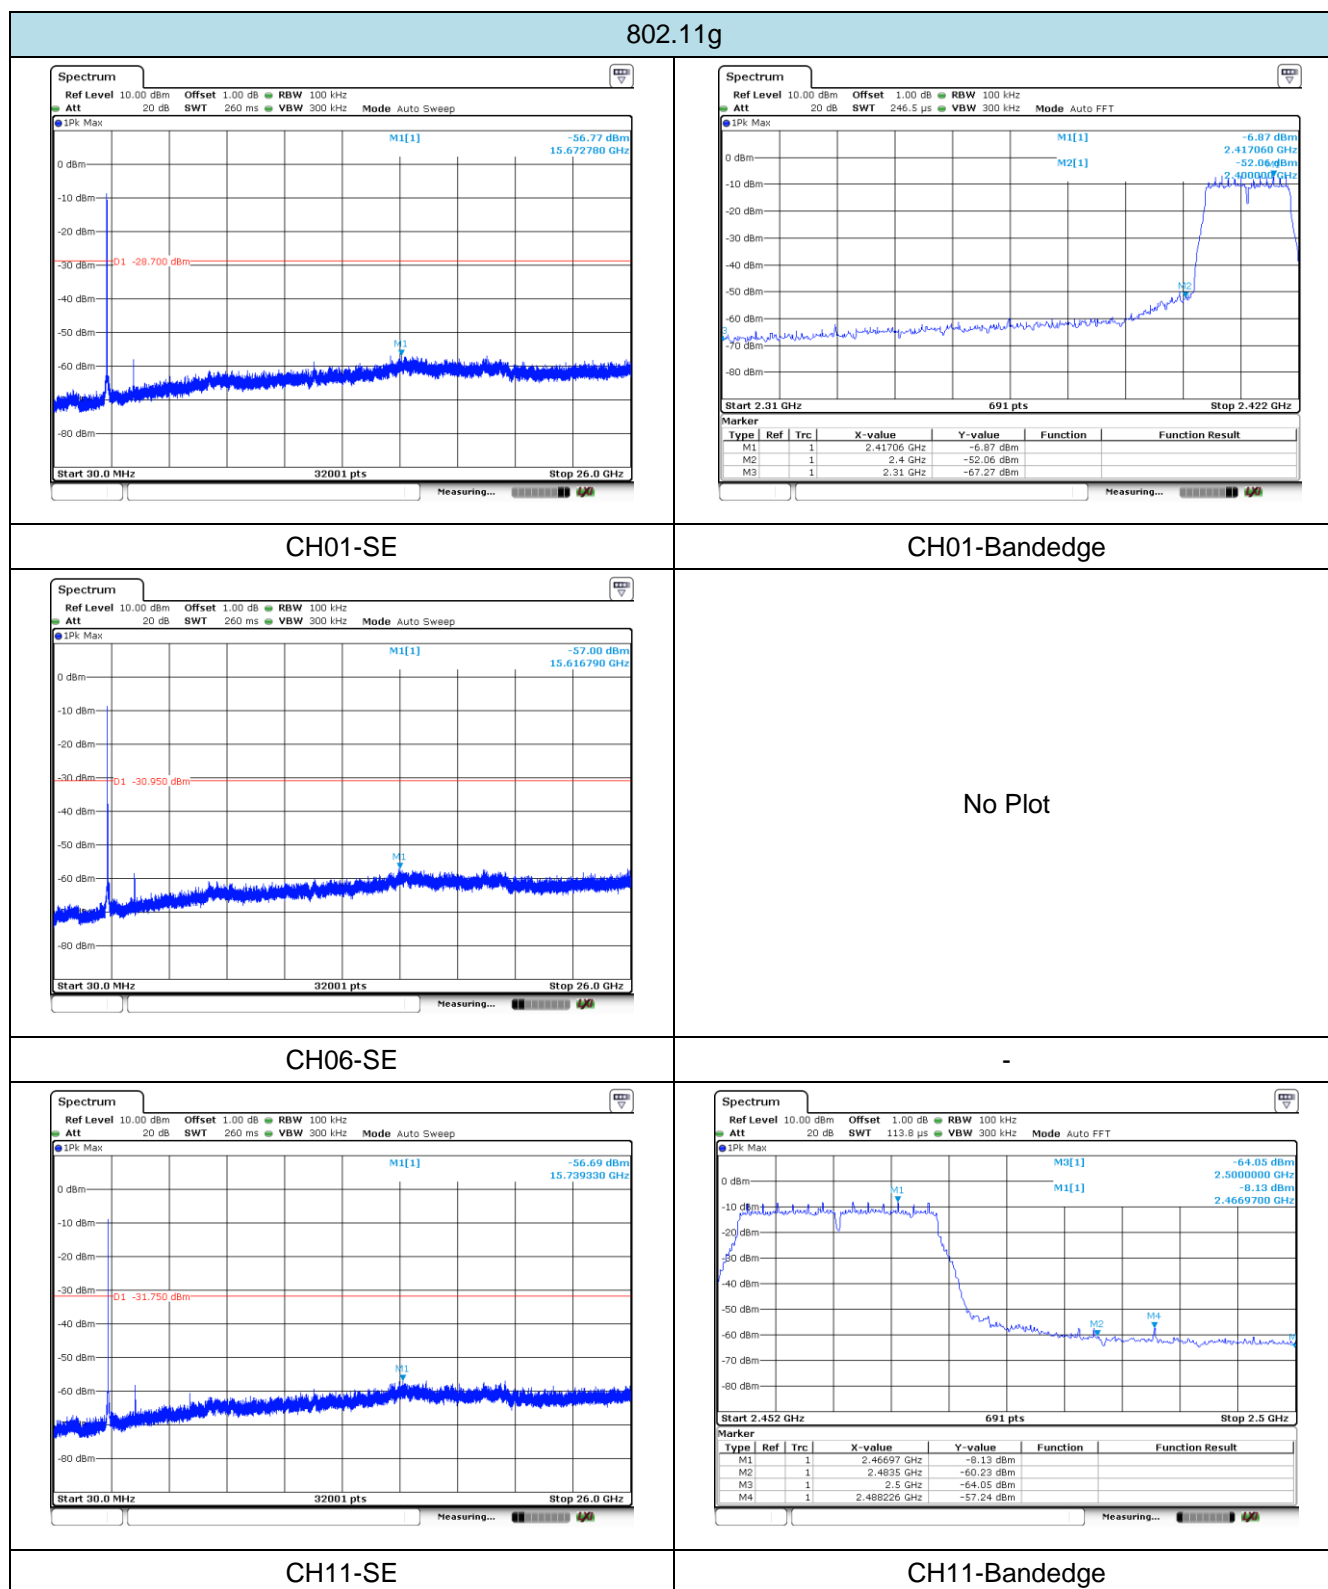 802.11g
Spectrum
Ref Level 10.00 dBm Offset 1.00 dB RBW 100 kHz
Att 20 dB SWT 260 ms VBW 300 kHz Mode Auto Sweep
1Pk Max
M1[1] -56.77 dBm
15.672780 GHz
0 dBm
-10 dBm
-20 dBm
D1 -28.700 dBm
-30 dBm
-40 dBm
-50 dBm
M1
-60 dBm
-80 dBm
Start 30.0 MHz 32001 pts Stop 26.0 GHz
Measuring...
Spectrum
Ref Level 10.00 dBm Offset 1.00 dB RBW 100 kHz
Att 20 dB SWT 246.5 µs VBW 300 kHz Mode Auto FFT
1Pk Max
M1[1] -6.87 dBm
2.417060 GHz
0 dBm
M2[1] -52.06 dBm
2.400000 GHz
-10 dBm
-20 dBm
-30 dBm
-40 dBm
-50 dBm
M2
-60 dBm
-70 dBm
-80 dBm
Start 2.31 GHz 691 pts Stop 2.422 GHz
Marker
Type Ref Trc X-value Y-value Function Function Result
M1 1 2.41706 GHz -6.87 dBm
M2 1 2.4 GHz -52.06 dBm
M3 1 2.31 GHz -67.27 dBm
Measuring...
CH01-SE CH01-Bandedge
Spectrum
Ref Level 10.00 dBm Offset 1.00 dB RBW 100 kHz
Att 20 dB SWT 260 ms VBW 300 kHz Mode Auto Sweep
1Pk Max
M1[1] -57.00 dBm
15.616790 GHz
0 dBm
-10 dBm
-20 dBm
-30 dBm
D1 -30.950 dBm
-40 dBm
-50 dBm
M1
-60 dBm
-80 dBm
Start 30.0 MHz 32001 pts Stop 26.0 GHz
Measuring...
No Plot
CH06-SE -
Spectrum
Ref Level 10.00 dBm Offset 1.00 dB RBW 100 kHz
Att 20 dB SWT 260 ms VBW 300 kHz Mode Auto Sweep
1Pk Max
M1[1] -56.69 dBm
15.739330 GHz
0 dBm
-10 dBm
-20 dBm
-30 dBm
D1 -31.750 dBm
-40 dBm
-50 dBm
M1
-60 dBm
-80 dBm
Start 30.0 MHz 32001 pts Stop 26.0 GHz
Measuring...
Spectrum
Ref Level 10.00 dBm Offset 1.00 dB RBW 100 kHz
Att 20 dB SWT 113.8 µs VBW 300 kHz Mode Auto FFT
1Pk Max
M3[1] -64.05 dBm
2.5000000 GHz
0 dBm
M1[1] -8.13 dBm
2.4669700 GHz
M1
-10 dBm
-20 dBm
-30 dBm
-40 dBm
-50 dBm
M2 M4
-60 dBm
-70 dBm
-80 dBm
Start 2.452 GHz 691 pts Stop 2.5 GHz
Marker
Type Ref Trc X-value Y-value Function Function Result
M1 1 2.46697 GHz -8.13 dBm
M2 1 2.4835 GHz -60.23 dBm
M3 1 2.5 GHz -64.05 dBm
M4 1 2.488226 GHz -57.24 dBm
Measuring...
CH11-SE CH11-Bandedge